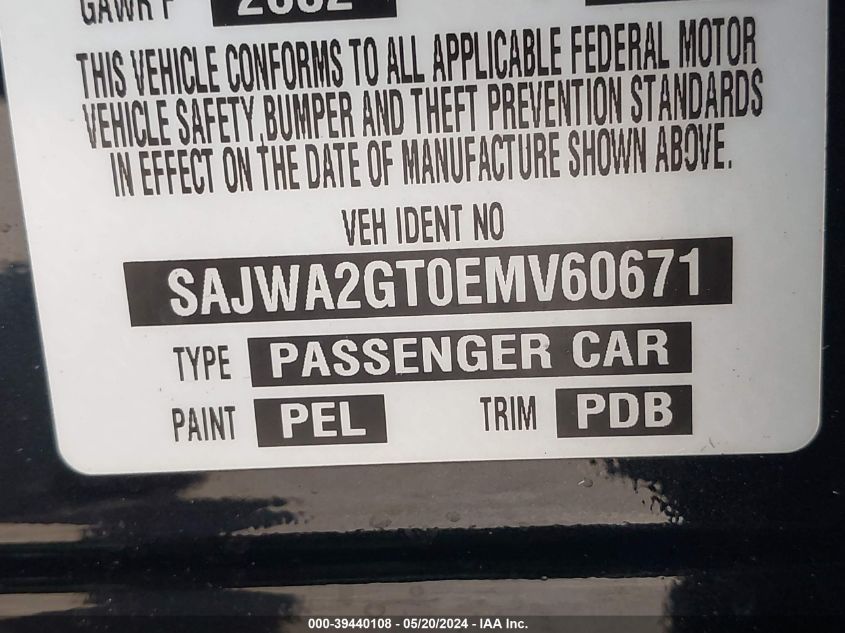 GAWR F 2662
THIS VEHICLE CONFORMS TO ALL APPLICABLE FEDERAL MOTOR
VEHICLE SAFETY, BUMPER AND THEFT PREVENTION STANDARDS
IN EFFECT ON THE DATE OF MANUFACTURE SHOWN ABOVE.
VEH IDENT NO
SAJWA2GT0EMV60671
TYPE PASSENGER CAR
PAINT PEL TRIM PDB
000-39440108 - 05/20/2024 - IAA Inc.